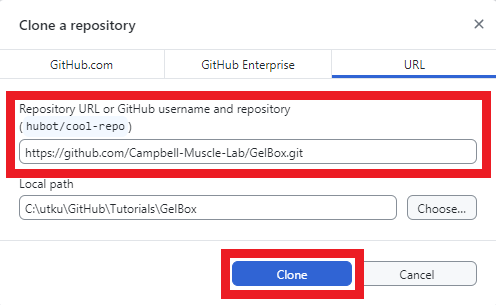 Clone a repository
GitHub.com
GitHub Enterprise
URL
Repository URL or GitHub username and repository
(hubot/cool-repo)
https://github.com/Campbell-Muscle-Lab/GelBox.git
Local path
C:\utku\GitHub\Tutorials\GelBox
Choose...
Clone
Cancel